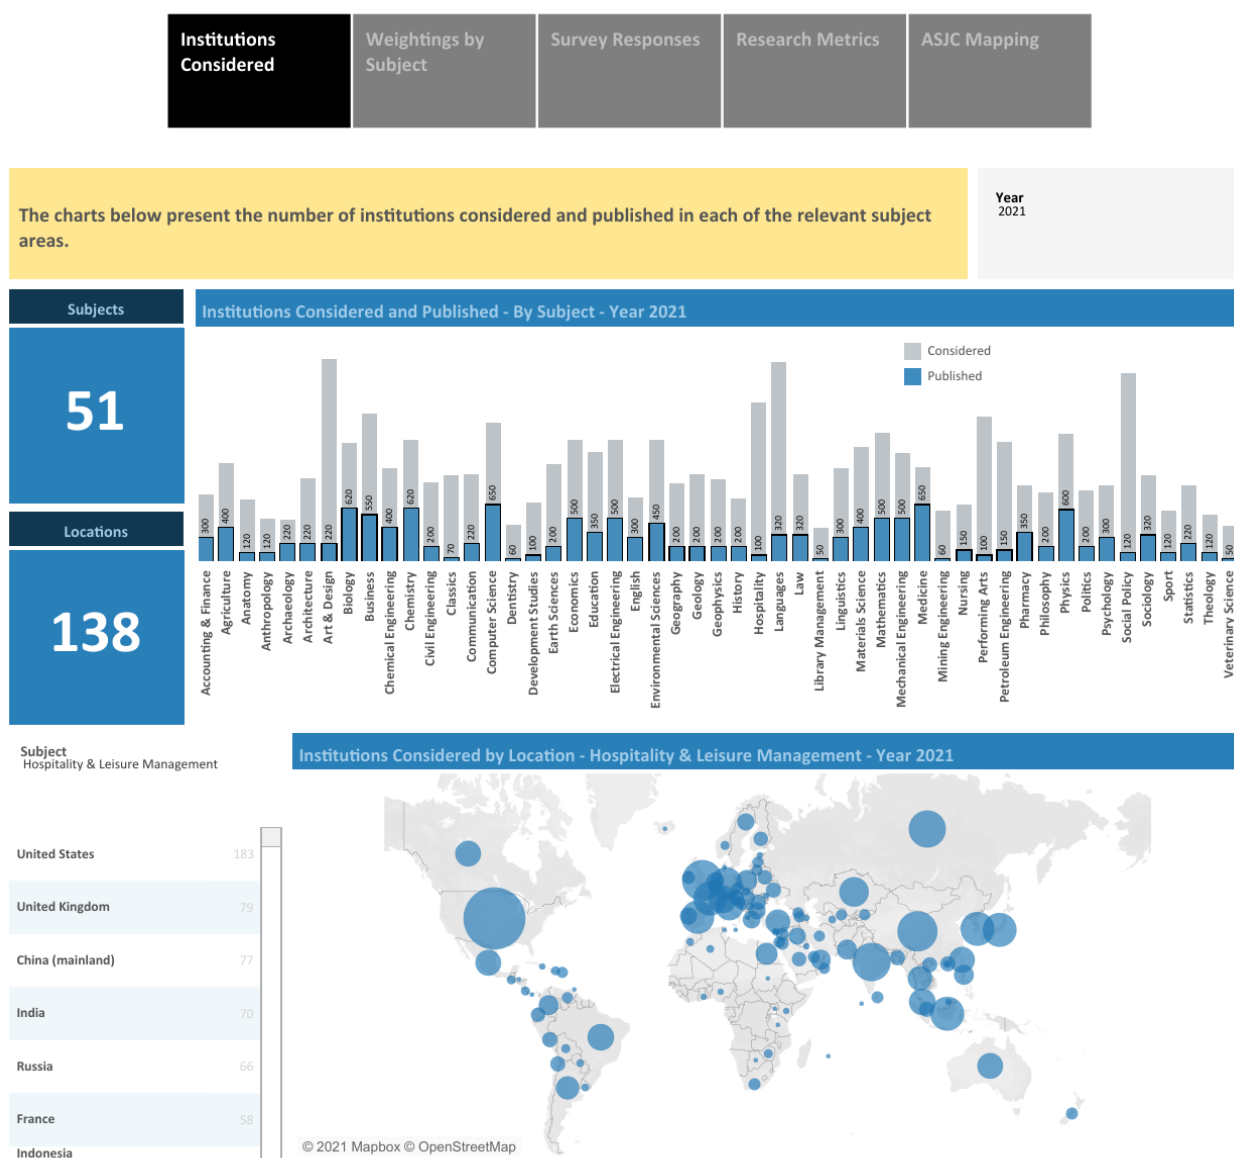 Institutions
Considered
Weightings by
Subject
Survey Responses
Research Metrics
ASJC Mapping
The charts below present the number of institutions considered and published in each of the relevant subject
areas.
Year
2021
Subjects
51
Locations
138
Institutions Considered and Published - By Subject - Year 2021
Considered
Published
300
400
120
120
220
220
220
620
550
400
620
200
70
220
650
60
100
200
500
350
500
300
450
200
200
200
200
100
320
320
50
300
400
500
500
650
60
150
100
150
350
200
600
200
300
120
320
120
220
120
50
Accounting & Finance
Agriculture
Anatomy
Anthropology
Archaeology
Architecture
Art & Design
Biology
Business
Chemical Engineering
Chemistry
Civil Engineering
Classics
Communication
Computer Science
Dentistry
Development Studies
Earth Sciences
Economics
Education
Electrical Engineering
English
Environmental Sciences
Geography
Geology
Geophysics
History
Hospitality
Languages
Law
Library Management
Linguistics
Materials Science
Mathematics
Mechanical Engineering
Medicine
Mining Engineering
Nursing
Performing Arts
Petroleum Engineering
Pharmacy
Philosophy
Physics
Politics
Psychology
Social Policy
Sociology
Sport
Statistics
Theology
Veterinary Science
Subject
Hospitality & Leisure Management
United States 183
United Kingdom 79
China (mainland) 77
India 70
Russia 66
France 58
Indonesia
Institutions Considered by Location - Hospitality & Leisure Management - Year 2021
© 2021 Mapbox © OpenStreetMap